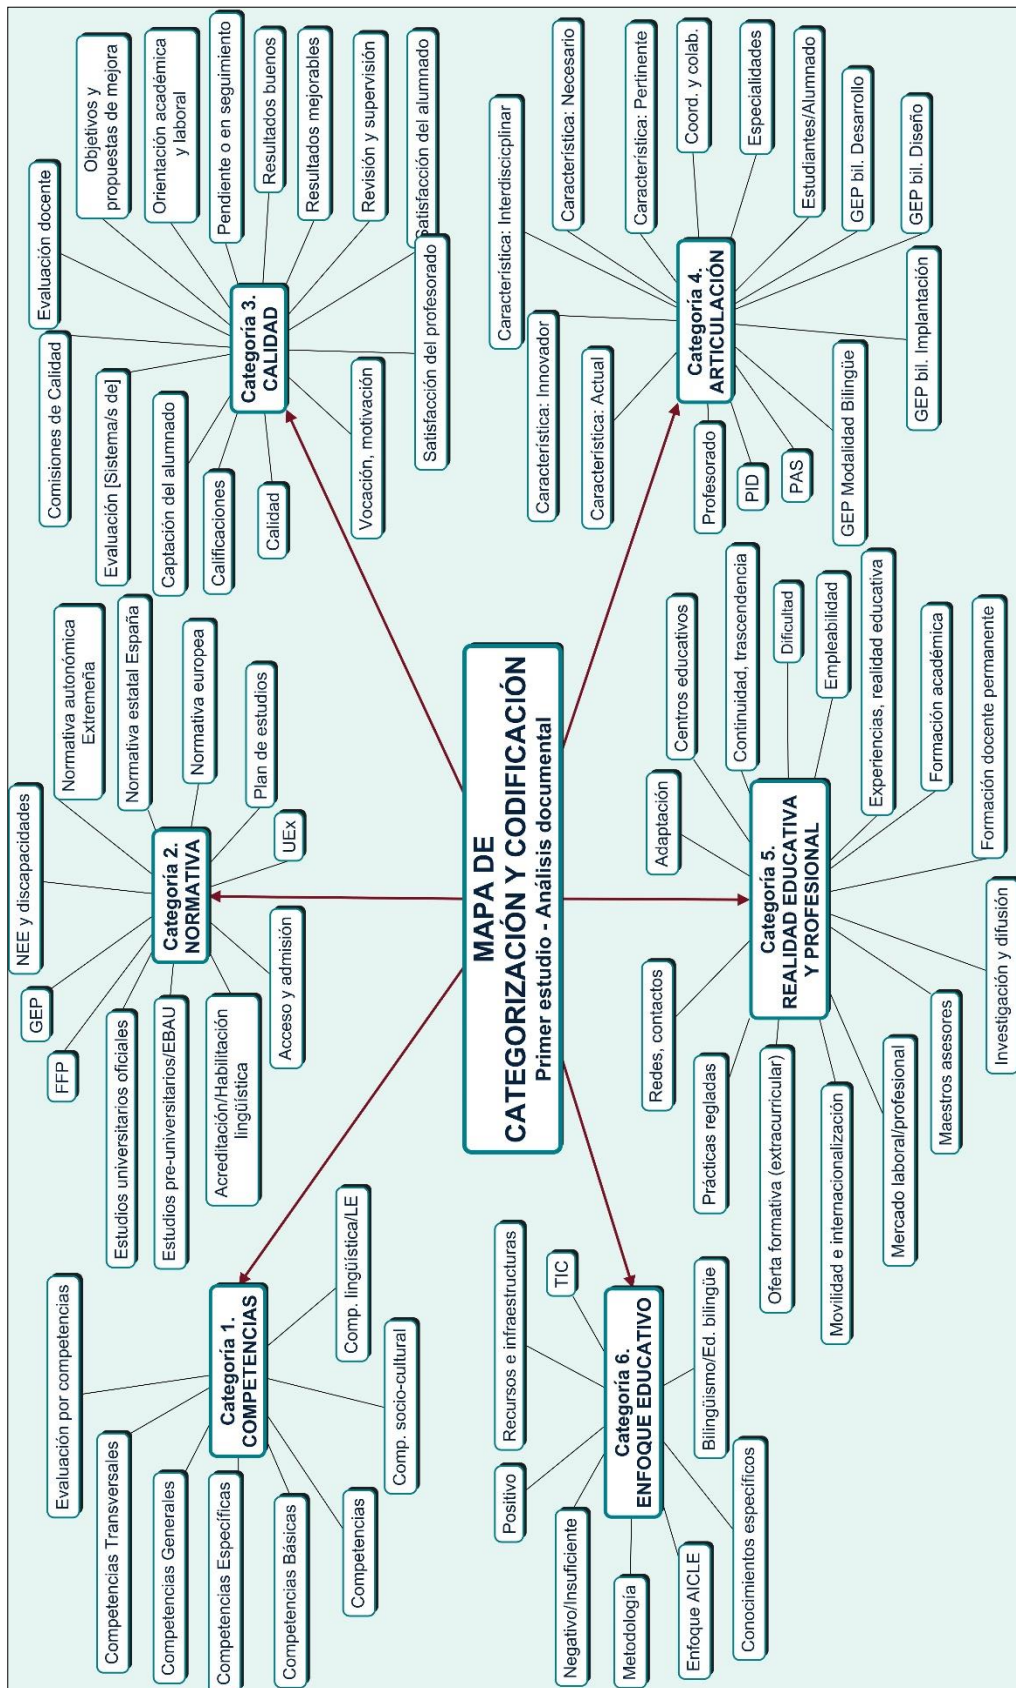 MAPA DE
CATEGORIZACIÓN Y CODIFICACIÓN
Primer estudio - Análisis documental
Categoría 1.
COMPETENCIAS
Evaluación por competencias
Competencias Transversales
Competencias Generales
Competencias Específicas
Competencias Básicas
Competencias
Comp. socio-cultural
Comp. lingüística/LE
Categoría 2.
NORMATIVA
NEE y discapacidades
GEP
FFP
Estudios universitarios oficiales
Estudios pre-universitarios/EBAU
Acreditación/Habilitación
lingüística
Acceso y admisión
UEx
Plan de estudios
Normativa europea
Normativa estatal España
Normativa autonómica
Extremeña
Categoría 3.
CALIDAD
Evaluación docente
Comisiones de Calidad
Evaluación [Sistema/s de]
Captación del alumnado
Calificaciones
Calidad
Vocación, motivación
Satisfacción del profesorado
Satisfacción del alumnado
Revisión y supervisión
Resultados mejorables
Resultados buenos
Pendiente o en seguimiento
Orientación académica
y laboral
Objetivos y
propuestas de mejora
Categoría 4.
ARTICULACIÓN
Característica: Interdiscicplinar
Característica: Innovador
Característica: Actual
Profesorado
PID
PAS
GEP Modalidad Bilingüe
GEP bil. Implantación
GEP bil. Diseño
GEP bil. Desarrollo
Estudiantes/Alumnado
Especialidades
Coord. y colab.
Característica: Pertinente
Característica: Necesario
Categoría 5.
REALIDAD EDUCATIVA
Y PROFESIONAL
Adaptación
Centros educativos
Continuidad, trascendencia
Dificultad
Empleabilidad
Experiencias, realidad educativa
Formación académica
Formación docente permanente
Investigación y difusión
Maestros asesores
Mercado laboral/profesional
Movilidad e internacionalización
Oferta formativa (extracurricular)
Prácticas regladas
Redes, contactos
Categoría 6.
ENFOQUE EDUCATIVO
Recursos e infraestructuras
TIC
Positivo
Negativo/Insuficiente
Metodología
Enfoque AICLE
Conocimientos específicos
Bilingüismo/Ed. bilingüe